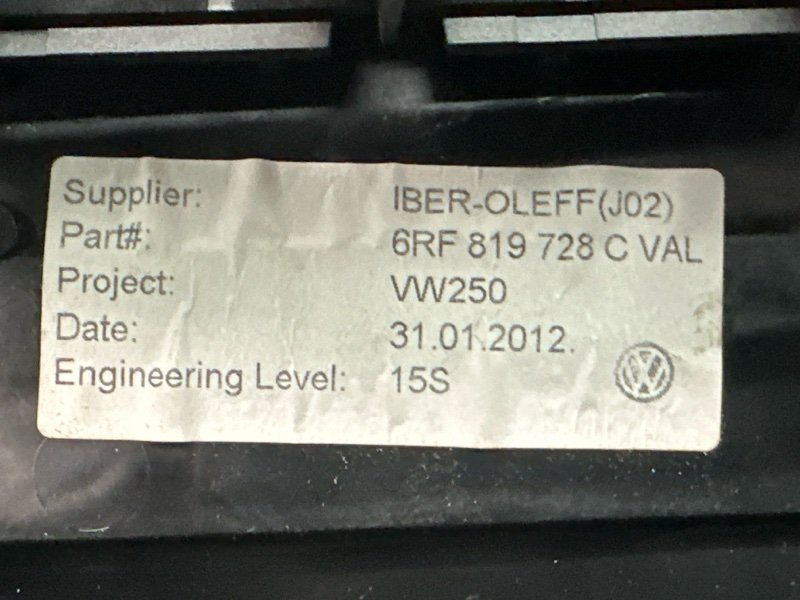 Supplier: IBER-OLEFF(J02)
Part#: 6RF 819 728 C VAL
Project: VW250
Date: 31.01.2012.
Engineering Level: 15S